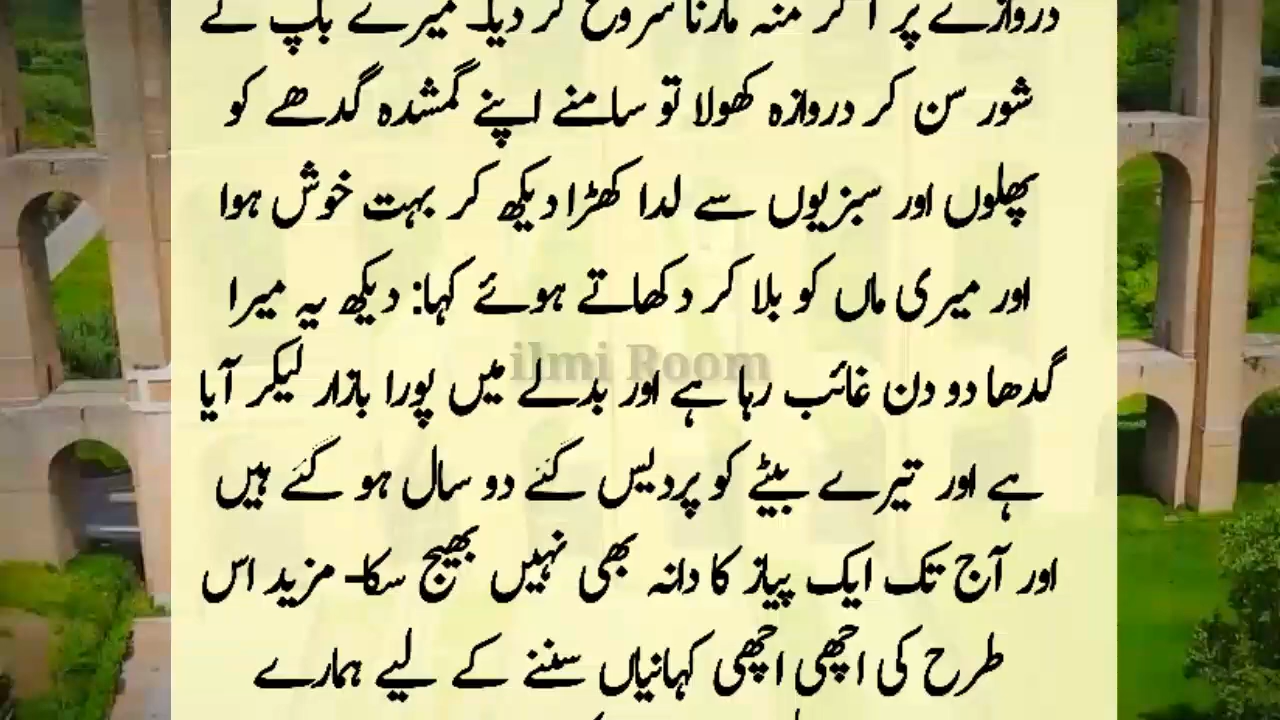 دروازے پر آ کر منہ مارنا شروع کر دیا۔ میرے باپ نے
شور سن کر دروازہ کھولا تو سامنے اپنے گمشدہ گدھے کو
پھلوں اور سبزیوں سے لدا کھڑا دیکھ کر بہت خوش ہوا
اور میری ماں کو بلا کر دکھاتے ہوئے کہا: دیکھ یہ میرا
ilmi Room
گدھا دو دن غائب رہا ہے اور بدلے میں پورا بازار لیکر آیا
ہے اور تیرے بیٹے کو پردیس گئے دو سال ہو گئے ہیں
اور آج تک ایک پیاز کا دانہ بھی نہیں بھیج سکا۔ مزید اس
طرح کی اچھی اچھی کہانیاں سننے کے لیے ہمارے